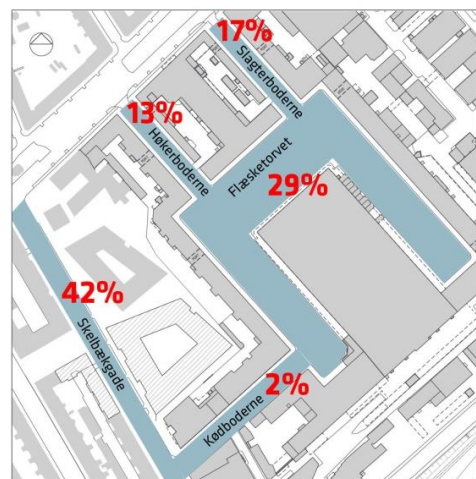 17%
Slagterboderne
13%
Høkerboderne
Flæsketorvet
29%
42%
Skelbækgade
2%
Kødboderne